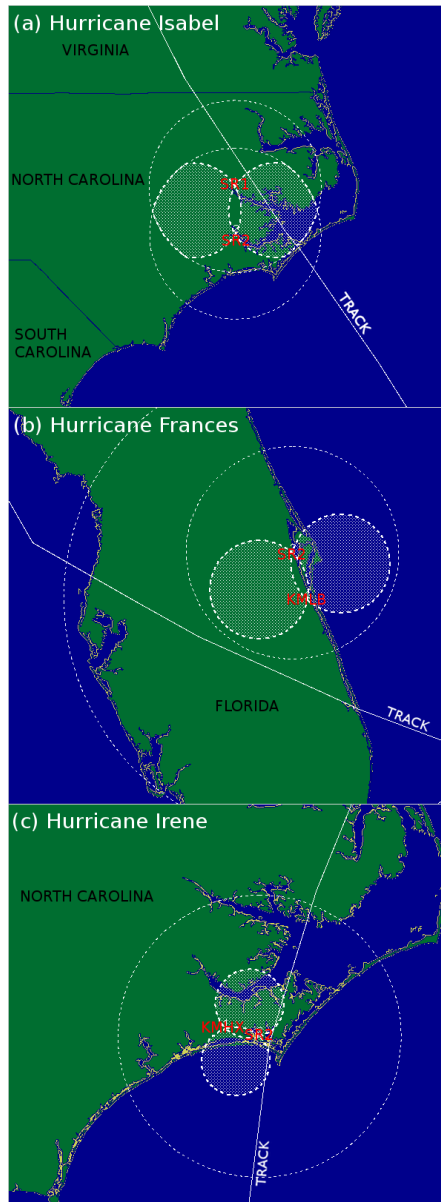 (a) Hurricane Isabel
VIRGINIA
NORTH CAROLINA
SR1
SR2
SOUTH
CAROLINA
TRACK
(b) Hurricane Frances
SR2
KMLB
FLORIDA
TRACK
(c) Hurricane Irene
NORTH CAROLINA
KMHX
SR2
TRACK